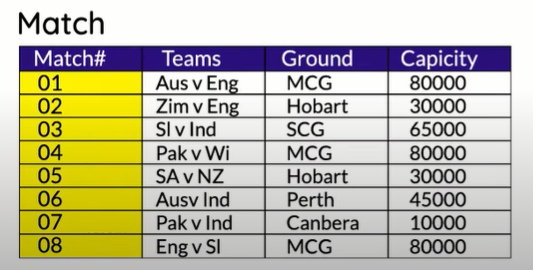 Match
Match# Teams Ground Capicity
01 Aus v Eng MCG 80000
02 Zim v Eng Hobart 30000
03 Sl v Ind SCG 65000
04 Pak v Wi MCG 80000
05 SA v NZ Hobart 30000
06 Ausv Ind Perth 45000
07 Pak v Ind Canbera 10000
08 Eng v Sl MCG 80000